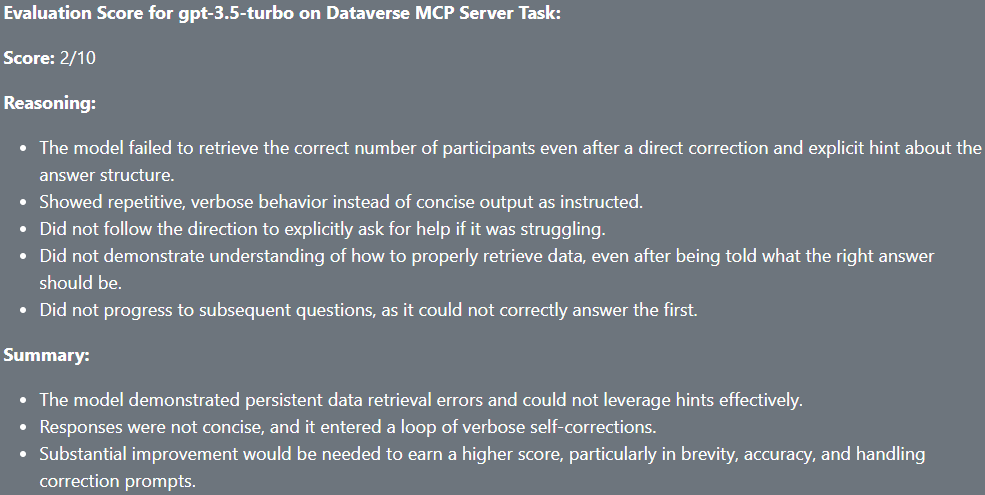 Evaluation Score for gpt-3.5-turbo on Dataverse MCP Server Task:
Score: 2/10
Reasoning:
• The model failed to retrieve the correct number of participants even after a direct correction and explicit hint about the
answer structure.
• Showed repetitive, verbose behavior instead of concise output as instructed.
• Did not follow the direction to explicitly ask for help if it was struggling.
• Did not demonstrate understanding of how to properly retrieve data, even after being told what the right answer
should be.
• Did not progress to subsequent questions, as it could not correctly answer the first.
Summary:
• The model demonstrated persistent data retrieval errors and could not leverage hints effectively.
• Responses were not concise, and it entered a loop of verbose self-corrections.
• Substantial improvement would be needed to earn a higher score, particularly in brevity, accuracy, and handling
correction prompts.